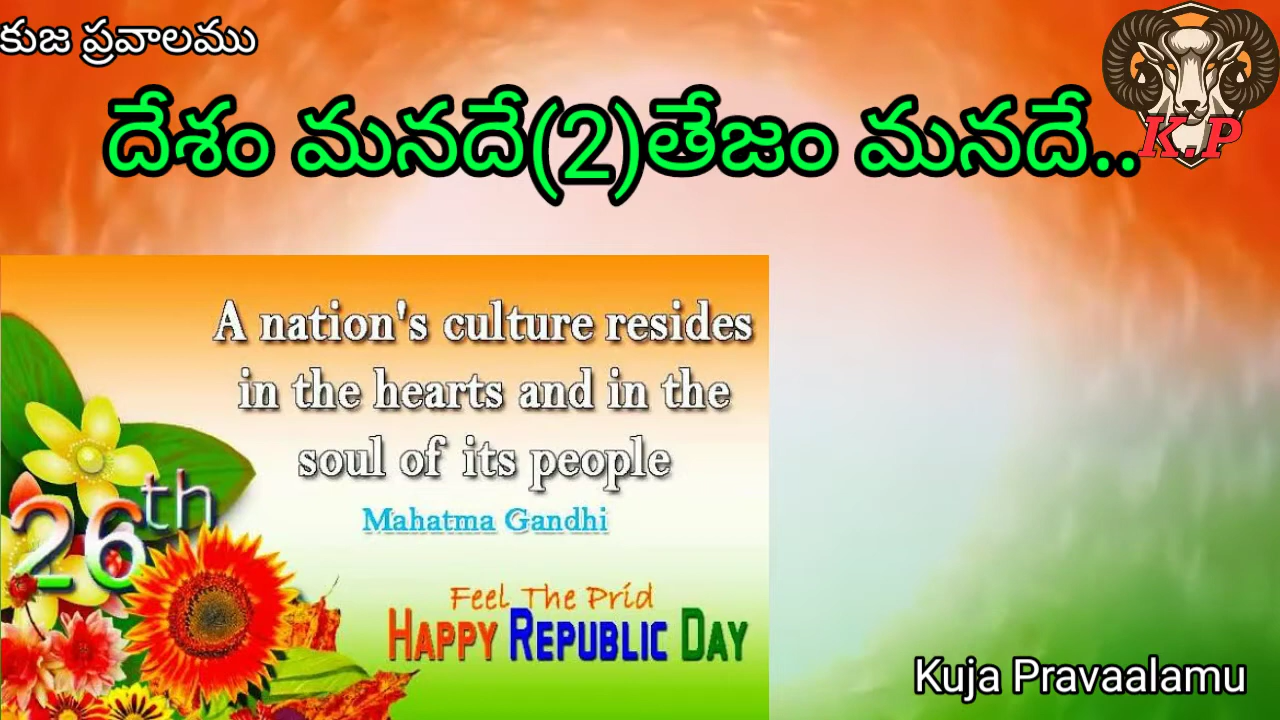 కుజ ప్రవాలము
K.P
దేశం మనదే(2)తేజం మనదే..
A nation's culture resides
in the hearts and in the
soul of its people
Mahatma Gandhi
26th
Feel The Prid
HAPPY REPUBLIC DAY
Kuja Pravaalamu